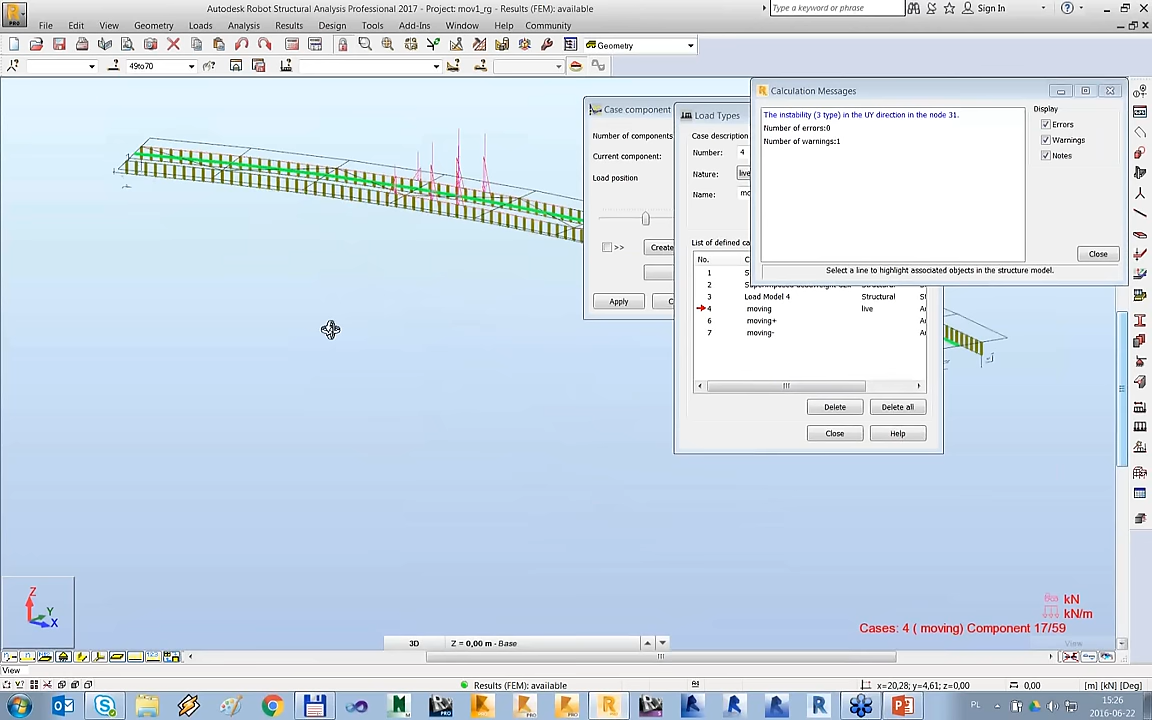 Autodesk Robot Structural Analysis Professional 2017 - Project: mov1_rg - Results (FEM): available
Type a keyword or phrase
Sign In
File Edit View Geometry Loads Analysis Results Design Tools Add-Ins Window Help Community
Geometry
49to70
Case component
Number of components
Current component:
Load position
>>
Create
Apply
Load Types
Case description
Number: 4
Nature: live
Name: mo
List of defined ca
No.
1
2
3 Load Model 4 Structural
4 moving live
6 moving+
7 moving-
Delete
Delete all
Close
Help
Calculation Messages
The instability (3 type) in the UY direction in the node 31.
Number of errors:0
Number of warnings:1
Display
Errors
Warnings
Notes
Close
Select a line to highlight associated objects in the structure model.
kN
kN/m
Cases: 4 ( moving) Component 17/59
Z
Y
X
3D
Z = 0,00 m - Base
View
View
Results (FEM): available
x=20,28; y=4,61; z=0,00
0,00
[m] [kN] [Deg]
PL
15:26
2016-06-22